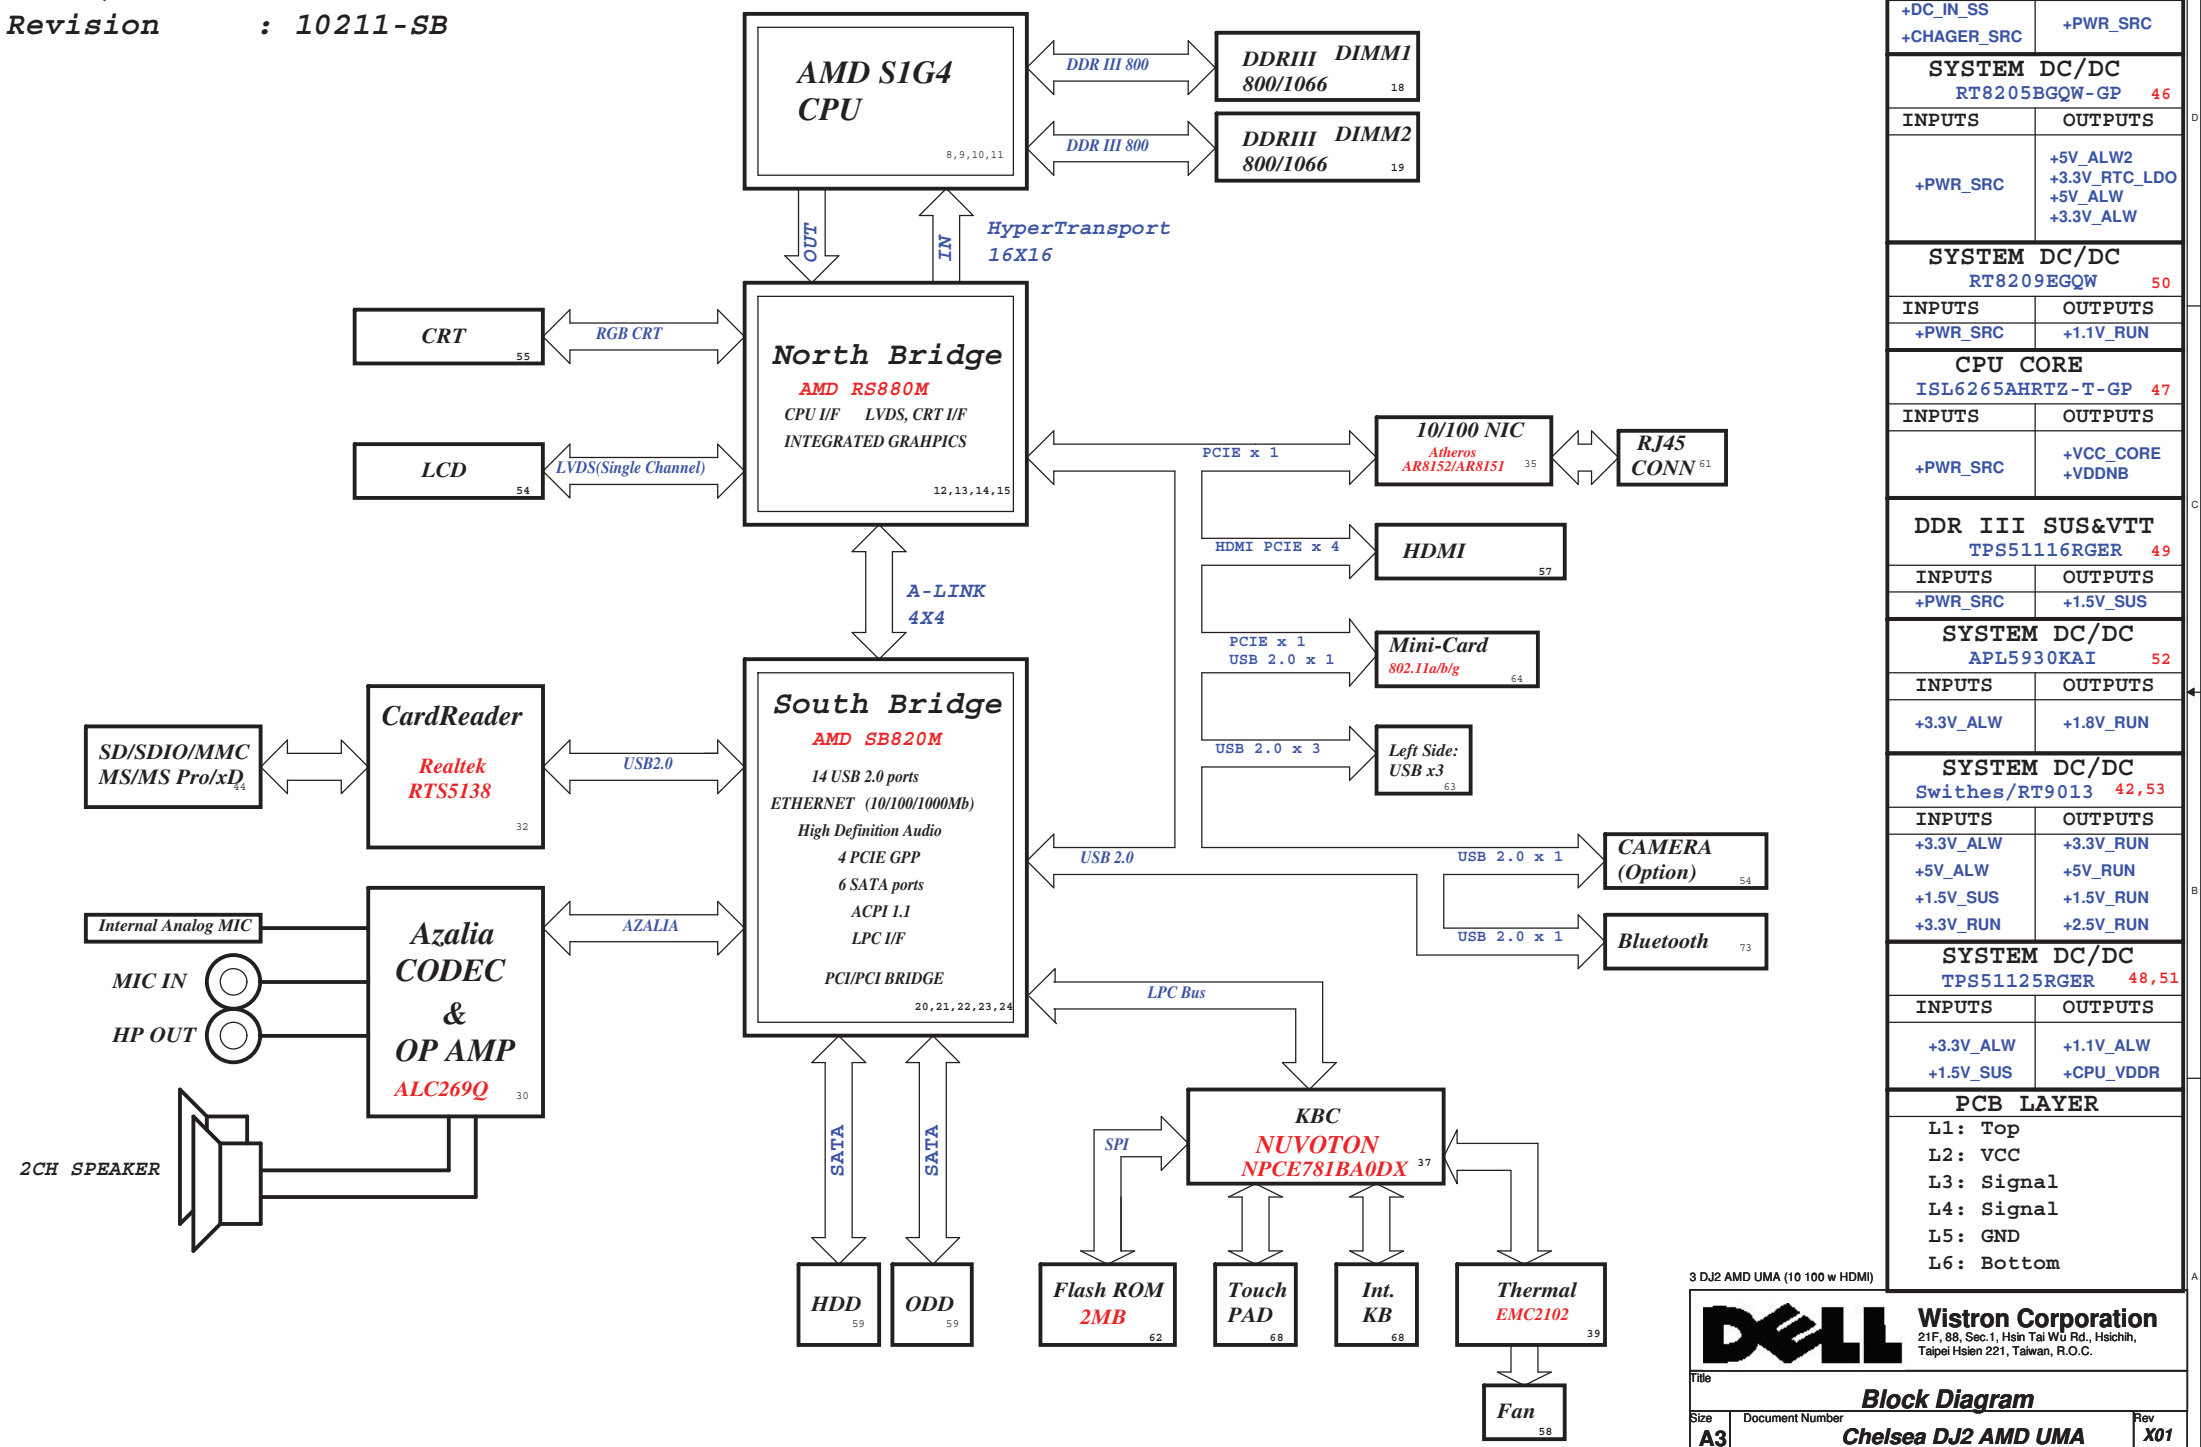 Revision : 10211-SB
AMD S1G4
CPU
8,9,10,11
DDR III 800
DDRIII DIMM1
800/1066
18
DDR III 800
DDRIII DIMM2
800/1066
19
OUT
IN
HyperTransport
16X16
CRT
55
RGB CRT
North Bridge
AMD RS880M
CPU I/F LVDS, CRT I/F
INTEGRATED GRAHPICS
12,13,14,15
LCD
54
LVDS(Single Channel)
PCIE x 1
10/100 NIC
Atheros
AR8152/AR8151
35
RJ45
CONN
61
HDMI PCIE x 4
HDMI
57
A-LINK
4X4
PCIE x 1
USB 2.0 x 1
Mini-Card
802.11a/b/g
64
USB 2.0 x 3
Left Side:
USB x3
63
SD/SDIO/MMC
MS/MS Pro/xD
44
CardReader
Realtek
RTS5138
32
USB2.0
South Bridge
AMD SB820M
14 USB 2.0 ports
ETHERNET (10/100/1000Mb)
High Definition Audio
4 PCIE GPP
6 SATA ports
ACPI 1.1
LPC I/F
PCI/PCI BRIDGE
20,21,22,23,24
USB 2.0
USB 2.0 x 1
CAMERA
(Option)
54
USB 2.0 x 1
Bluetooth
73
Internal Analog MIC
MIC IN
HP OUT
2CH SPEAKER
Azalia
CODEC
&
OP AMP
ALC269Q
30
AZALIA
LPC Bus
SATA
SATA
HDD
59
ODD
59
KBC
NUVOTON
NPCE781BA0DX
37
SPI
Flash ROM
2MB
62
Touch
PAD
68
Int.
KB
68
Thermal
EMC2102
39
Fan
58
+DC_IN_SS
+CHAGER_SRC
+PWR_SRC
SYSTEM DC/DC
RT8205BGQW-GP 46
INPUTS OUTPUTS
+PWR_SRC
+5V_ALW2
+3.3V_RTC_LDO
+5V_ALW
+3.3V_ALW
SYSTEM DC/DC
RT8209EGQW 50
INPUTS OUTPUTS
+PWR_SRC +1.1V_RUN
CPU CORE
ISL6265AHRTZ-T-GP 47
INPUTS OUTPUTS
+PWR_SRC
+VCC_CORE
+VDDNB
DDR III SUS&VTT
TPS51116RGER 49
INPUTS OUTPUTS
+PWR_SRC +1.5V_SUS
SYSTEM DC/DC
APL5930KAI 52
INPUTS OUTPUTS
+3.3V_ALW +1.8V_RUN
SYSTEM DC/DC
Swithes/RT9013 42,53
INPUTS OUTPUTS
+3.3V_ALW +3.3V_RUN
+5V_ALW +5V_RUN
+1.5V_SUS +1.5V_RUN
+3.3V_RUN +2.5V_RUN
SYSTEM DC/DC
TPS51125RGER 48,51
INPUTS OUTPUTS
+3.3V_ALW +1.1V_ALW
+1.5V_SUS +CPU_VDDR
PCB LAYER
L1: Top
L2: VCC
L3: Signal
L4: Signal
L5: GND
L6: Bottom
D
C
B
A
3 DJ2 AMD UMA (10 100 w HDMI)
DELL
Wistron Corporation
21F, 88, Sec.1, Hsin Tai Wu Rd., Hsichih,
Taipei Hsien 221, Taiwan, R.O.C.
Title
Block Diagram
Size Document Number Rev
A3 Chelsea DJ2 AMD UMA X01